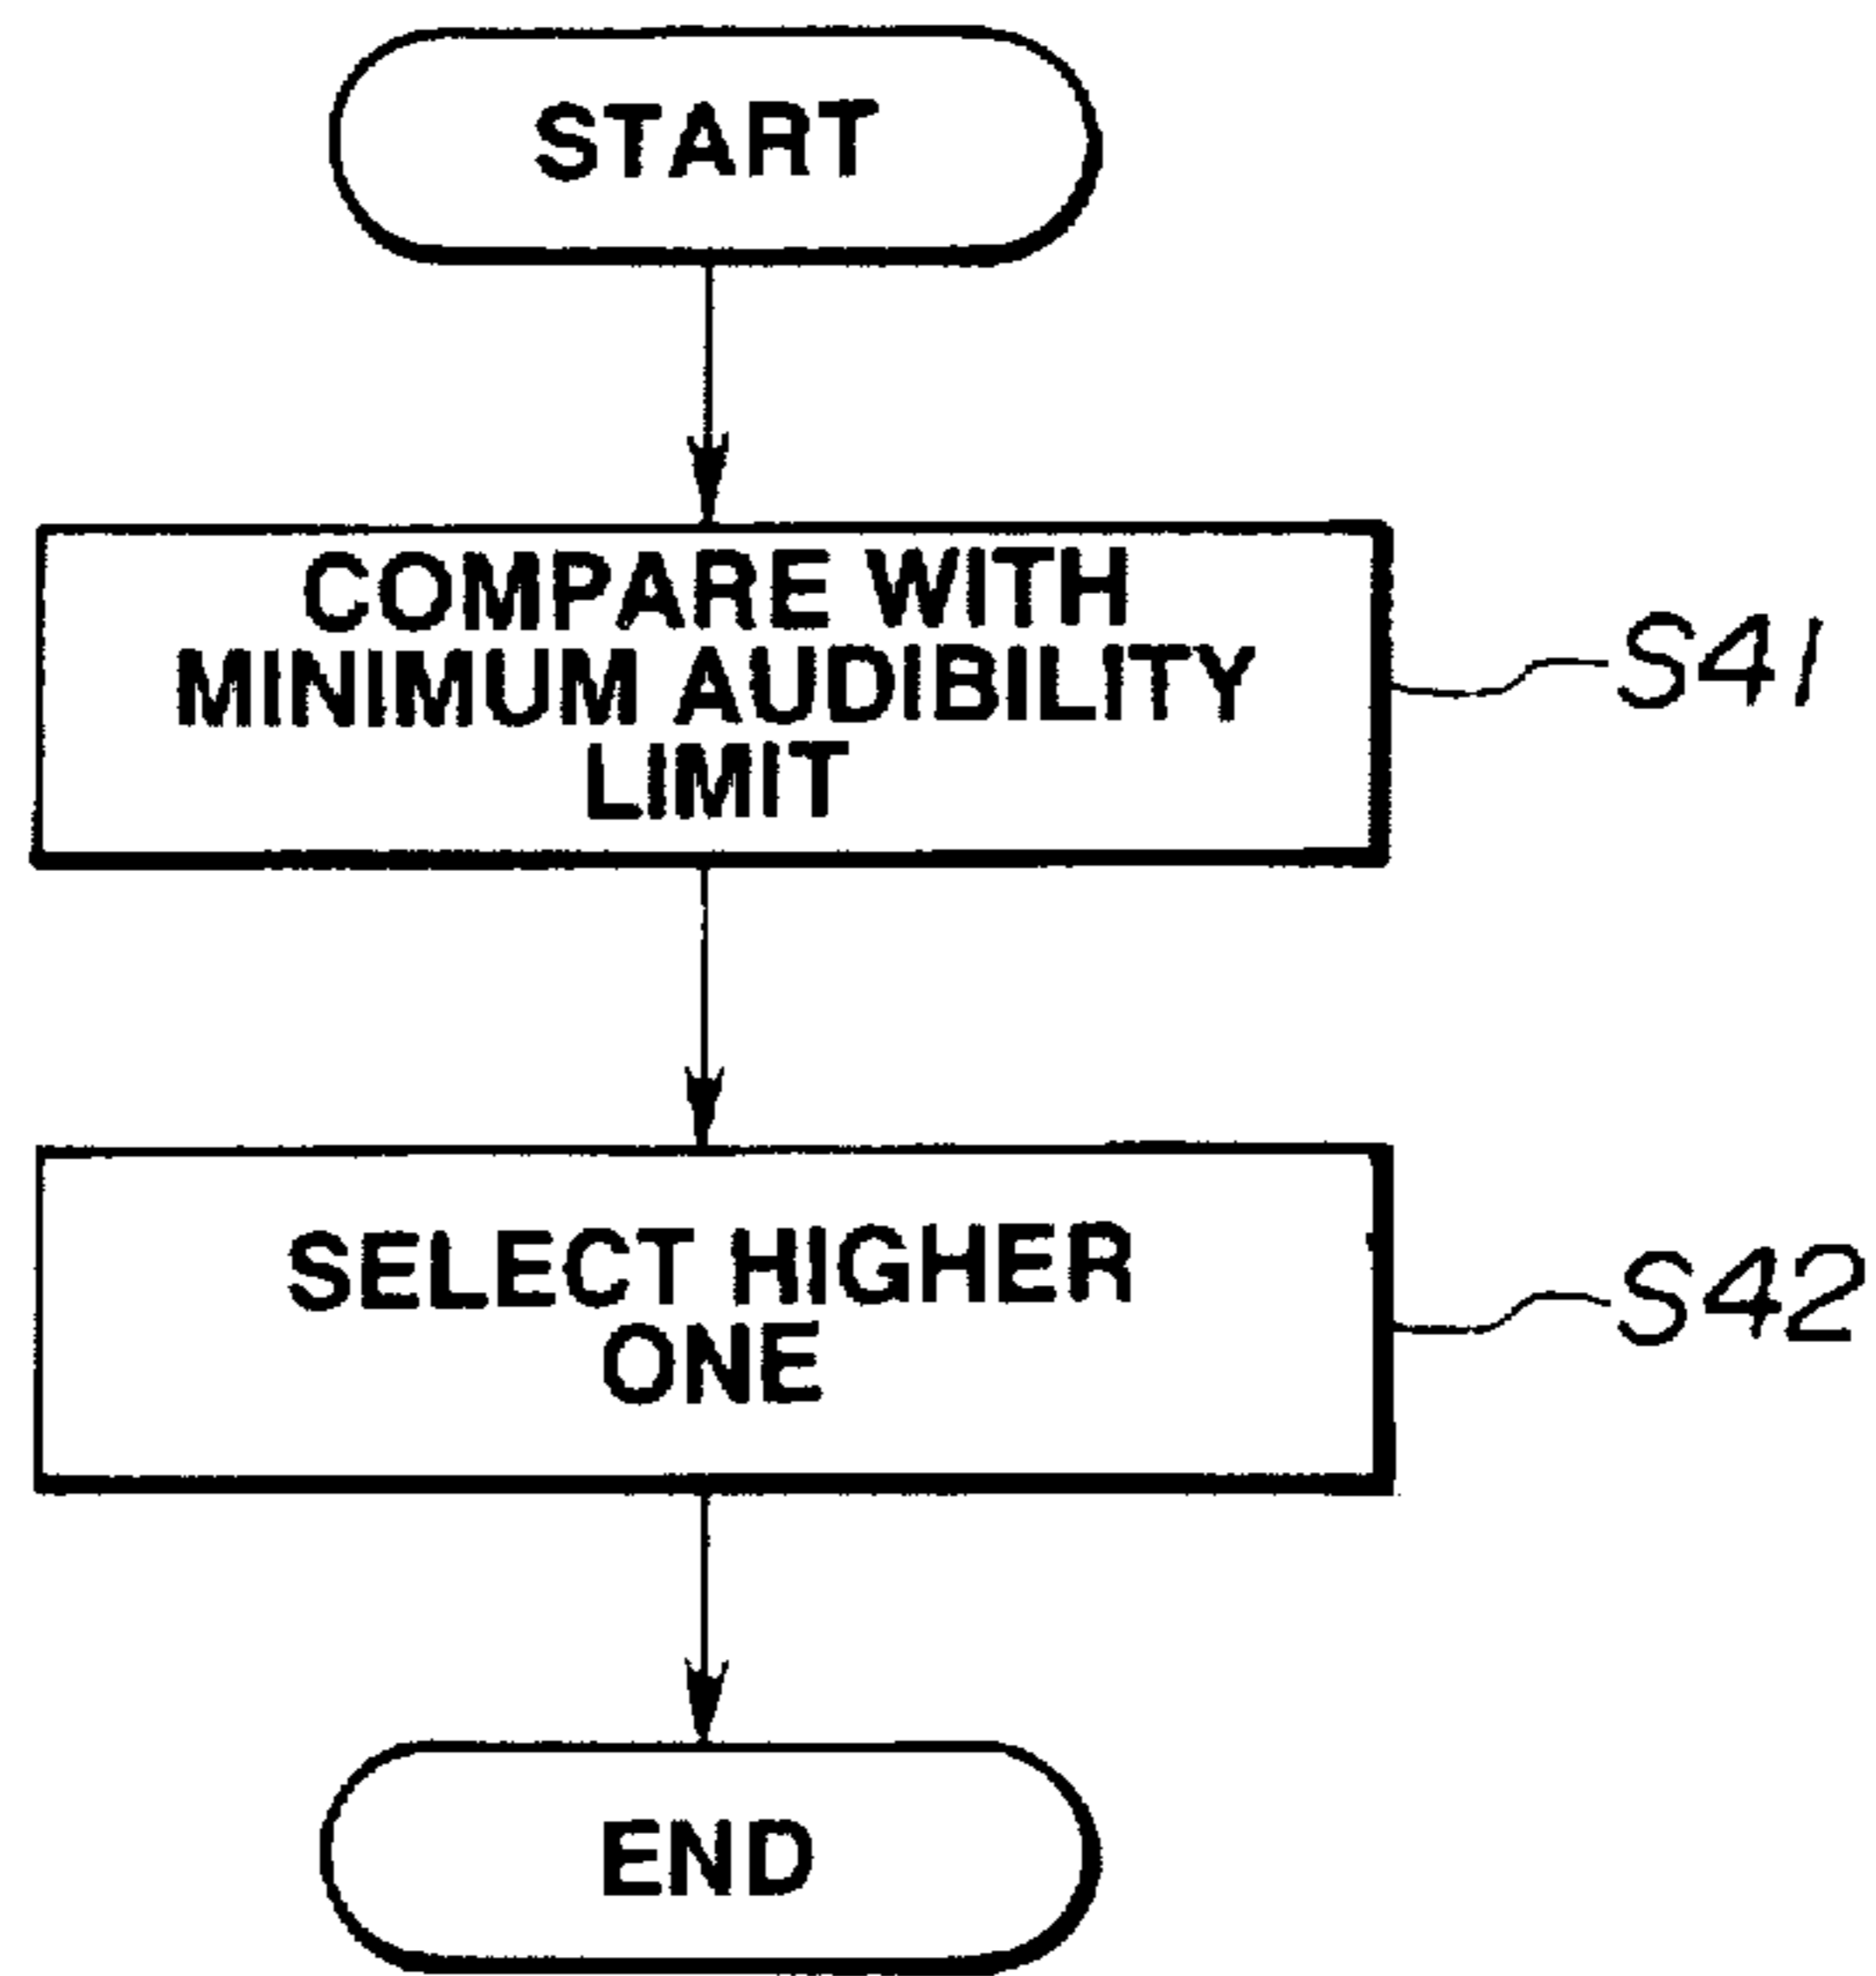 START
COMPARE WITH
MINIMUM AUDIBILITY
LIMIT
S41
SELECT HIGHER
ONE
S42
END